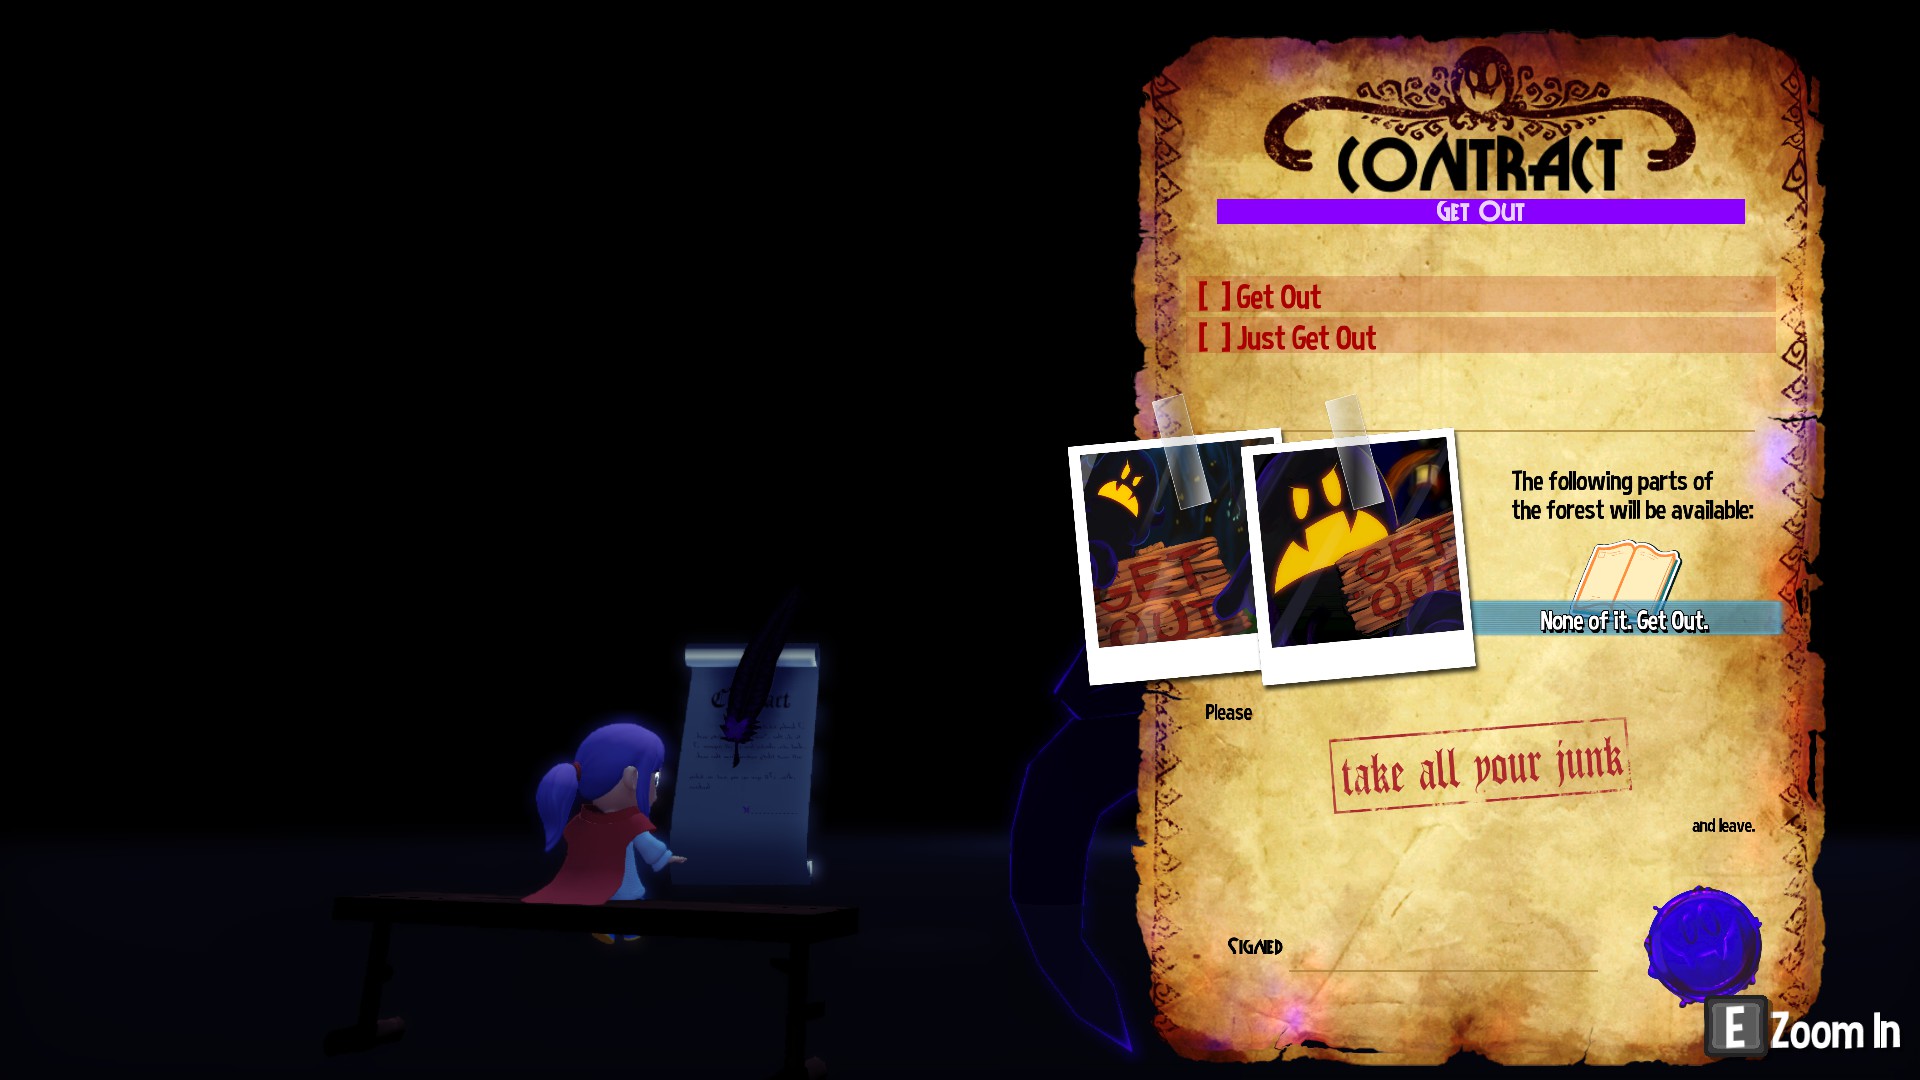 CONTRACT
GET OUT
[ ] Get Out
[ ] Just Get Out
The following parts of
the forest will be available:
GET
OUT
GET
OUT
None of it. Get Out.
Contract
Please
take all your junk
and leave.
SIGNED
E Zoom In